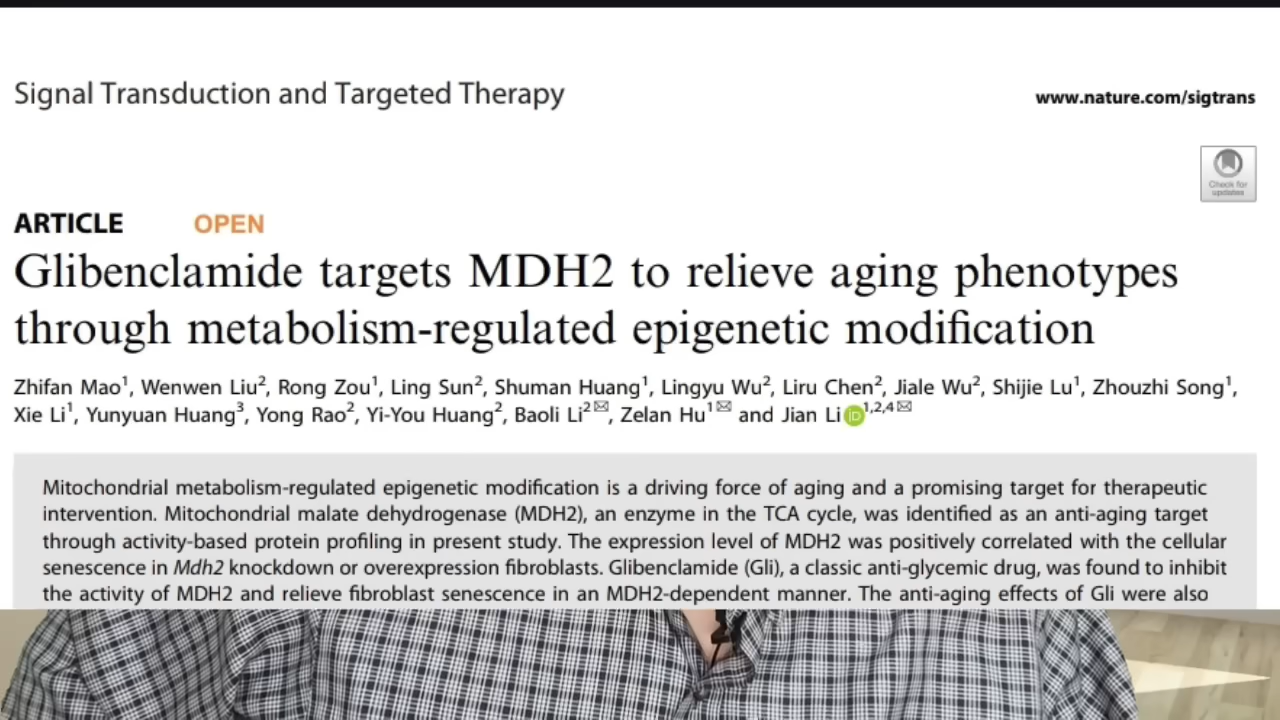 Signal Transduction and Targeted Therapy
www.nature.com/sigtrans
Check for
updates
ARTICLE OPEN
Glibenclamide targets MDH2 to relieve aging phenotypes
through metabolism-regulated epigenetic modification
Zhifan Mao¹, Wenwen Liu², Rong Zou¹, Ling Sun², Shuman Huang¹, Lingyu Wu², Liru Chen², Jiale Wu², Shijie Lu¹, Zhouzhi Song¹,
Xie Li¹, Yunyuan Huang³, Yong Rao², Yi-You Huang², Baoli Li²✉, Zelan Hu¹✉ and Jian Li iD¹,²,⁴✉
Mitochondrial metabolism-regulated epigenetic modification is a driving force of aging and a promising target for therapeutic
intervention. Mitochondrial malate dehydrogenase (MDH2), an enzyme in the TCA cycle, was identified as an anti-aging target
through activity-based protein profiling in present study. The expression level of MDH2 was positively correlated with the cellular
senescence in Mdh2 knockdown or overexpression fibroblasts. Glibenclamide (Gli), a classic anti-glycemic drug, was found to inhibit
the activity of MDH2 and relieve fibroblast senescence in an MDH2-dependent manner. The anti-aging effects of Gli were also